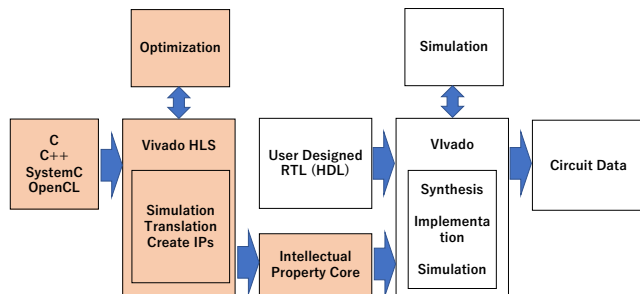 Optimization
Simulation
C
C++
SystemC
OpenCL
Vivado HLS
Simulation
Translation
Create IPs
User Designed
RTL (HDL)
Intellectual
Property Core
VIvado
Synthesis
Implementa
tion
Simulation
Circuit Data